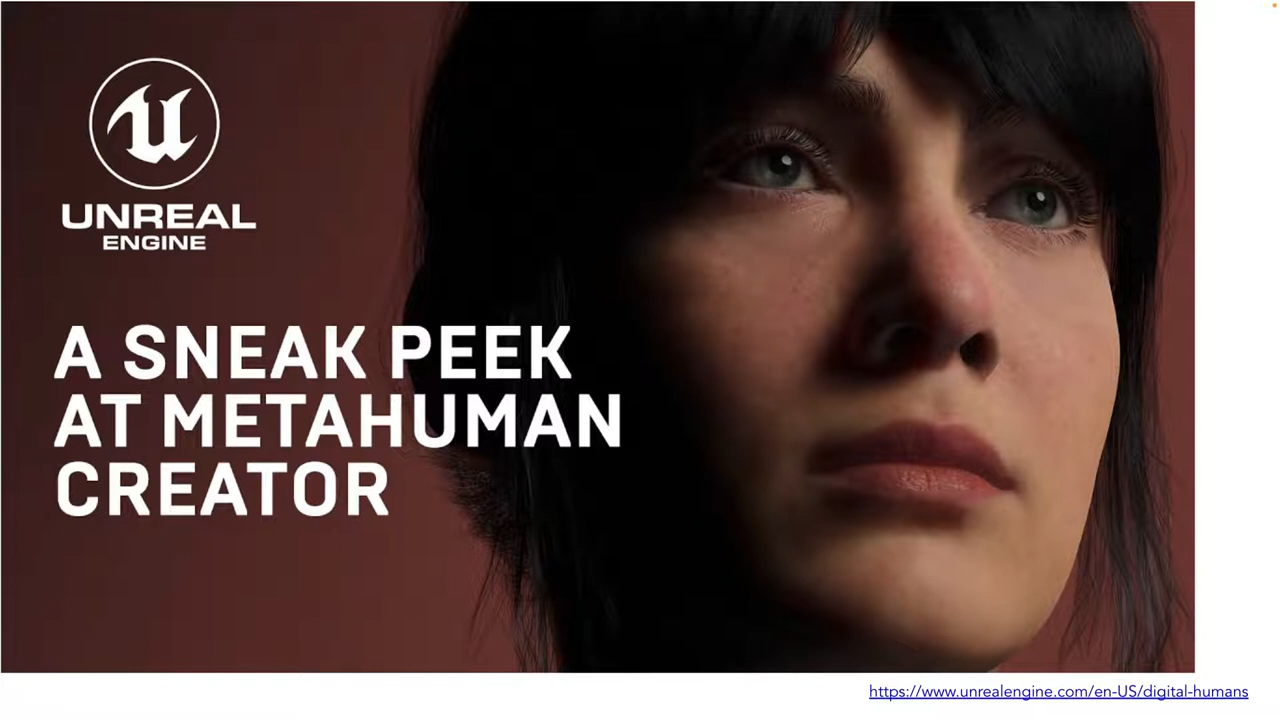 UNREAL
ENGINE
A SNEAK PEEK
AT METAHUMAN
CREATOR
https://www.unrealengine.com/en-US/digital-humans